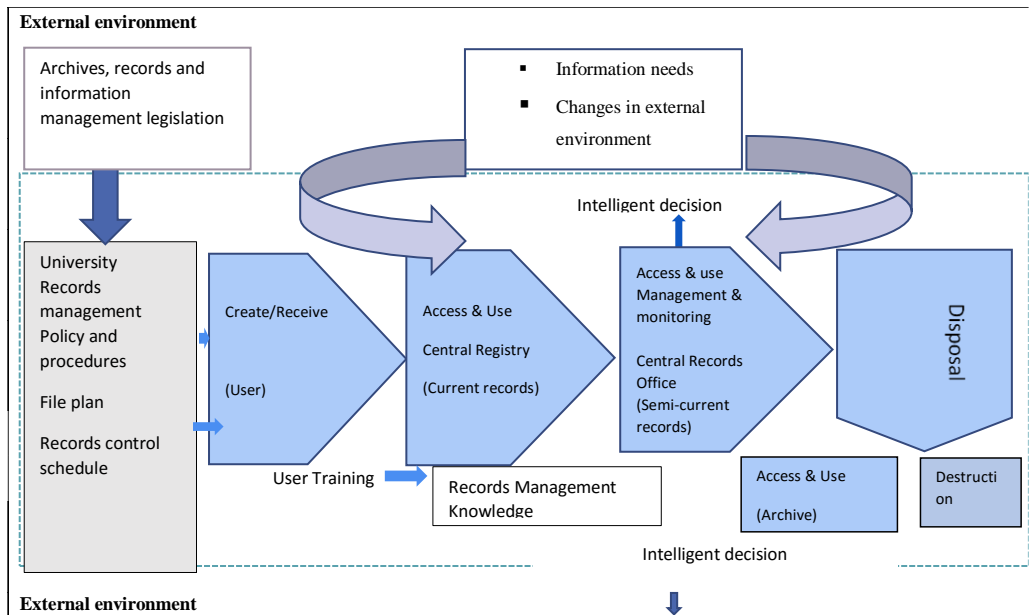 External environment
Archives, records and
information
management legislation
▪ Information needs
▪ Changes in external
environment
Intelligent decision
University
Records
management
Policy and
procedures
File plan
Records control
schedule
Create/Receive
(User)
Access & Use
Central Registry
(Current records)
Access & use
Management &
monitoring
Central Records
Office
(Semi-current
records)
Disposal
User Training
Records Management
Knowledge
Access & Use
(Archive)
Destructi
on
Intelligent decision
External environment